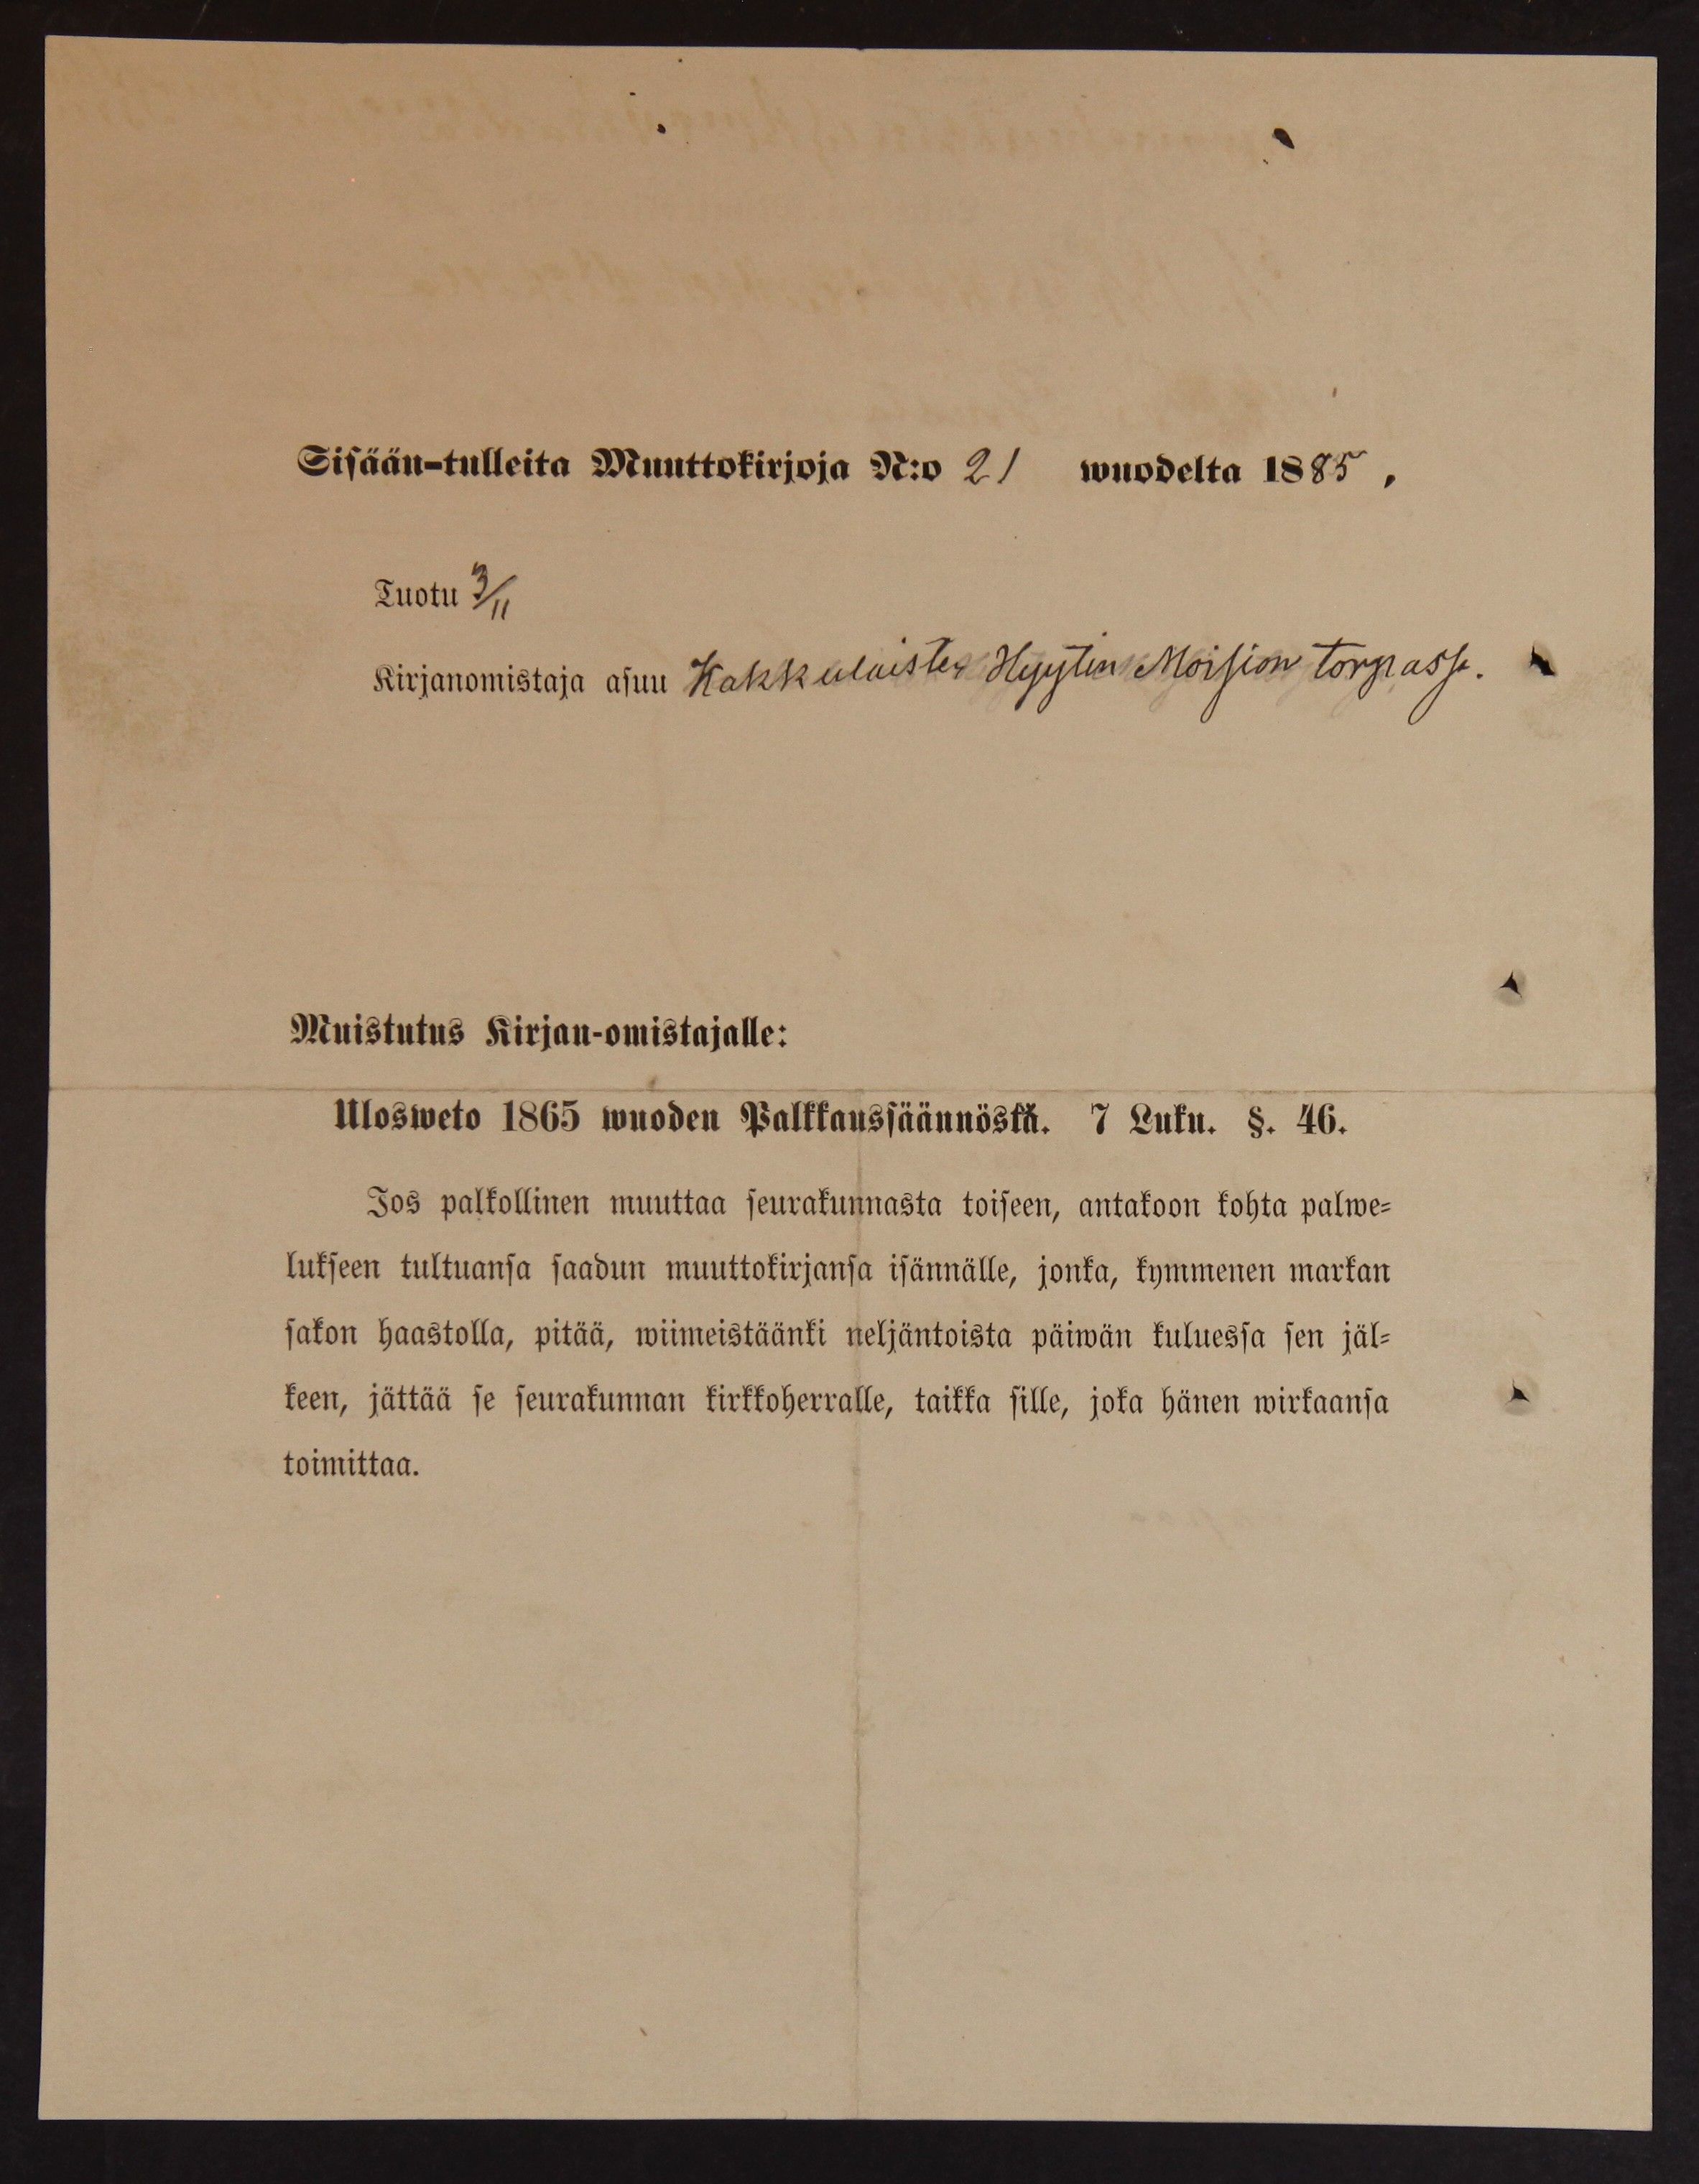 Sisään-tulleita Muuttokirjoja N:o 21 wuodelta 1885,
Tuotu 3/11
Kirjanomistaja asuu Kakkulaisten Hyytin Moision torpassa.
Muistutus Kirjan-omistajalle:
Ulosweto 1865 wuoden Palkkaussäännöstä. 7 Luku. §. 46.
Jos palkollinen muuttaa seurakunnasta toiseen, antakoon kohta palwe=
lukseen tultuansa saadun muuttokirjansa isännälle, jonka, kymmenen markan
sakon haastolla, pitää, wiimeistäänki neljäntoista päiwän kuluessa sen jäl=
keen, jättää se seurakunnan kirkkoherralle, taikka sille, joka hänen wirkaansa
toimittaa.